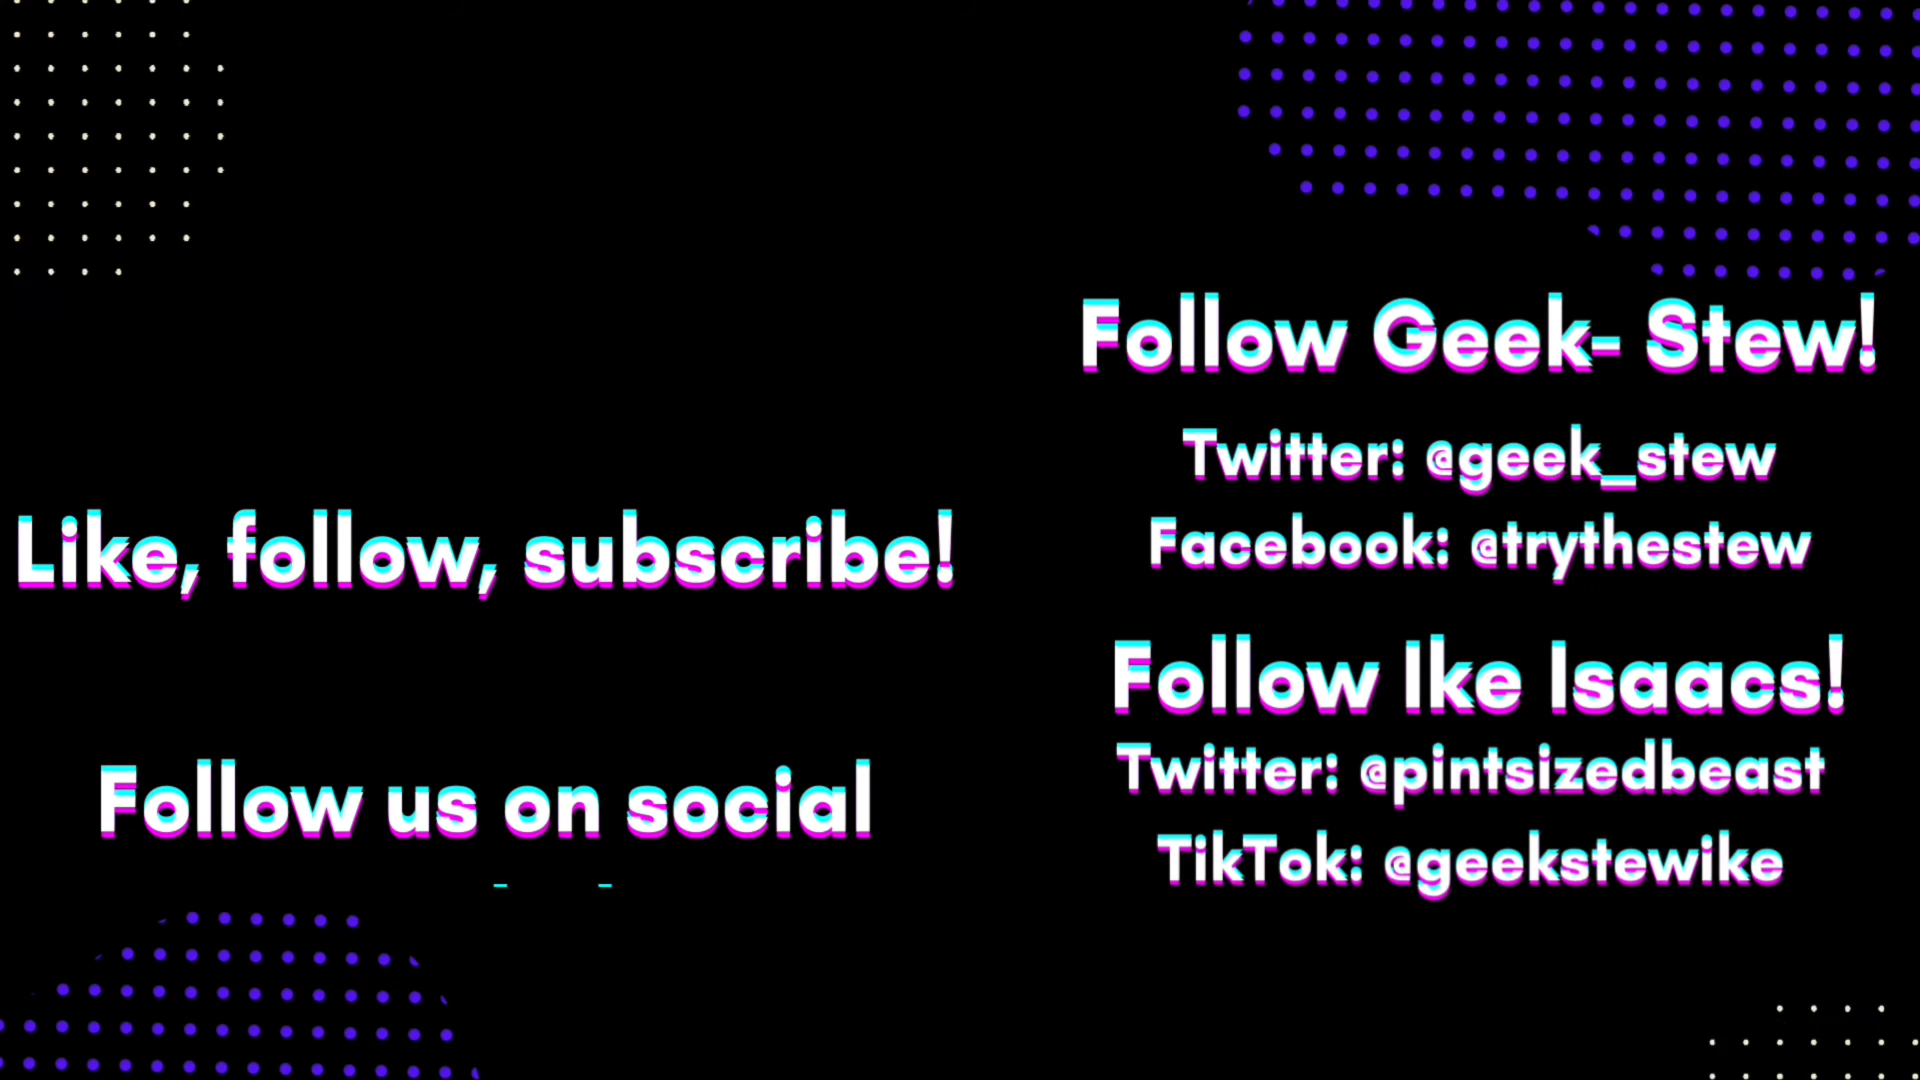 Like, follow, subscribe!
Follow us on social
Follow Geek- Stew!
Twitter: @geek_stew
Facebook: @trythestew
Follow Ike Isaacs!
Twitter: @pintsizedbeast
TikTok: @geekstewike